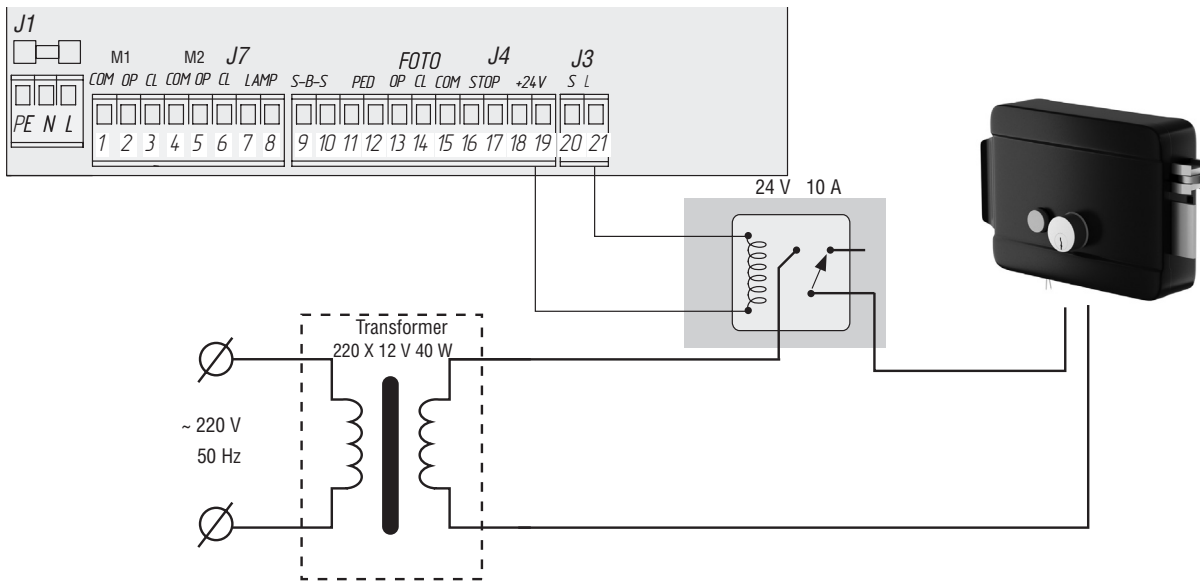 J1
M1 M2 J7 FOTO J4 J3
COM OP CL COM OP CL LAMP S-B-S PED OP CL COM STOP +24V S L
PE N L
1 2 3 4 5 6 7 8 9 10 11 12 13 14 15 16 17 18 19 20 21
24 V 10 A
Transformer
220 X 12 V 40 W
~ 220 V
50 Hz